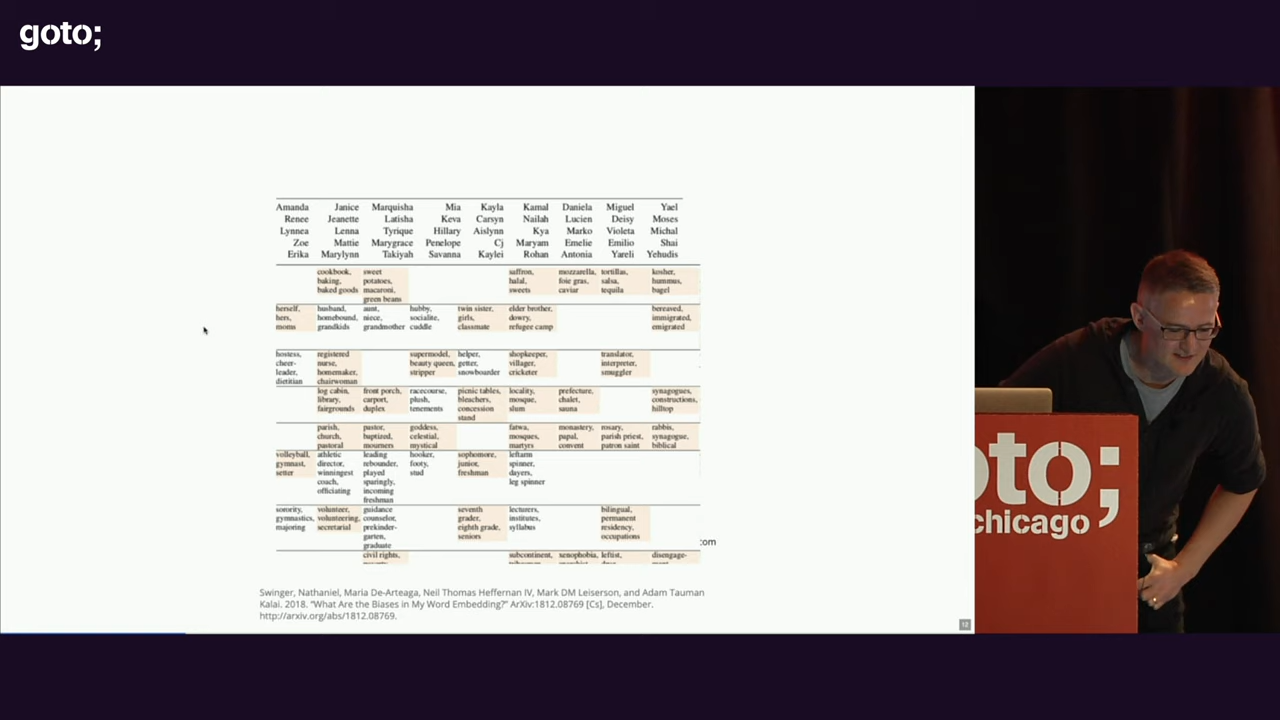 goto;
Amanda Janice Marquisha Mia Kayla Kamal Daniela Miguel Yael
Renee Jeanette Latisha Keva Carsyn Nailah Lucien Deisy Moses
Lynnea Lenna Tyrique Hillary Aislynn Kya Marko Violeta Michal
Zoe Mattie Marygrace Penelope Cj Maryam Emelie Emilio Shai
Erika Marylynn Takiyah Savanna Kaylei Rohan Antonia Yareli Yehudis
cookbook, sweet saffron, mozzarella, tortillas, kosher,
baking, potatoes, halal, foie gras, salsa, hummus,
baked goods macaroni, sweets caviar tequila bagel
green beans
herself, husband, aunt, hubby, twin sister, elder brother, bereaved,
hers, homebound, niece, socialite, girls, dowry, immigrated,
moms grandkids grandmother cuddle classmate refugee camp emigrated
hostess, registered supermodel, helper, shopkeeper, translator,
cheer- nurse, beauty queen, getter, villager, interpreter,
leader, homemaker, stripper snowboarder cricketer smuggler
dietitian chairwoman
log cabin, front porch, racecourse, picnic tables, locality, prefecture, synagogues,
library, carport, plush, bleachers, mosque, chalet, constructions,
fairgrounds duplex tenements concession slum sauna hilltop
stand
parish, pastor, goddess, fatwa, monastery, rosary, rabbis,
church, baptized, celestial, mosques, papal, parish priest, synagogue,
pastoral mourners mystical martyrs convent patron saint biblical
volleyball, athletic leading hooker, sophomore, leftarm
gymnast, director, rebounder, footy, junior, spinner,
setter winningest played stud freshman dayers,
coach, sparingly, leg spinner
officiating incoming
freshman
sorority, volunteer, guidance seventh lecturers, bilingual,
gymnastics, volunteering, counselor, grader, institutes, permanent
majoring secretarial prekinder- eighth grade, syllabus residency,
garten, seniors occupations
graduate
civil rights, subcontinent, xenophobia, leftist, disengage-
com
Swinger, Nathaniel, Maria De-Arteaga, Neil Thomas Heffernan IV, Mark DM Leiserson, and Adam Tauman
Kalai. 2018. “What Are the Biases in My Word Embedding?” ArXiv:1812.08769 [Cs], December.
http://arxiv.org/abs/1812.08769.
12
oto;
chicago